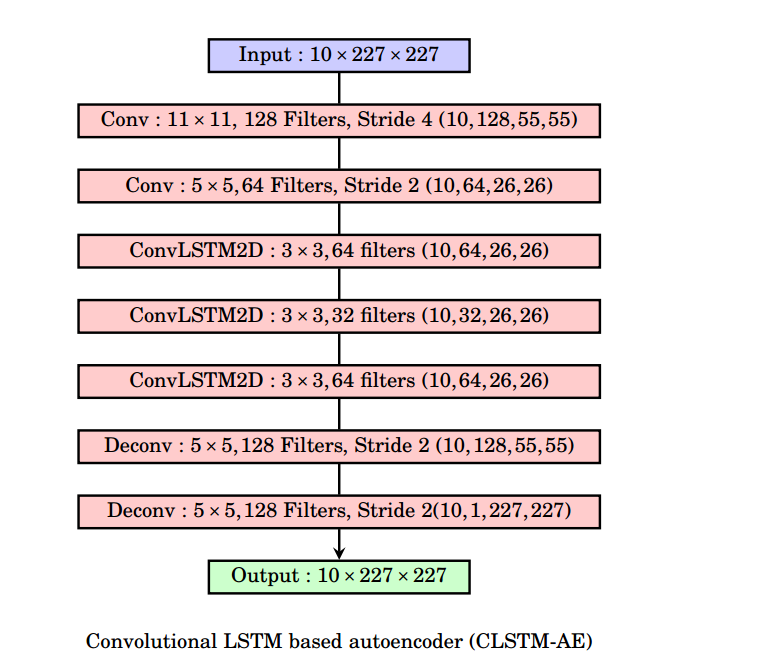 Input : 10 × 227 × 227
Conv : 11 × 11, 128 Filters, Stride 4 (10,128,55,55)
Conv : 5 × 5,64 Filters, Stride 2 (10,64,26,26)
ConvLSTM2D : 3 × 3,64 filters (10,64,26,26)
ConvLSTM2D : 3 × 3,32 filters (10,32,26,26)
ConvLSTM2D : 3 × 3,64 filters (10,64,26,26)
Deconv : 5 × 5,128 Filters, Stride 2 (10,128,55,55)
Deconv : 5 × 5,128 Filters, Stride 2(10,1,227,227)
Output : 10 × 227 × 227
Convolutional LSTM based autoencoder (CLSTM-AE)